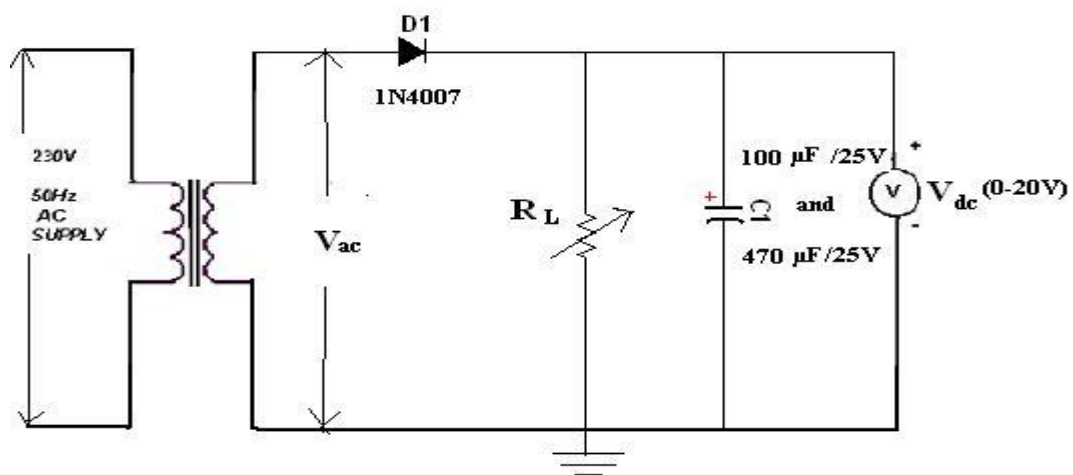 D1
1N4007
230V
50Hz
AC
SUPPLY
Vac
RL
+
C1
100 µF /25V
and
470 µF/25V
+
V
-
Vdc (0-20V)